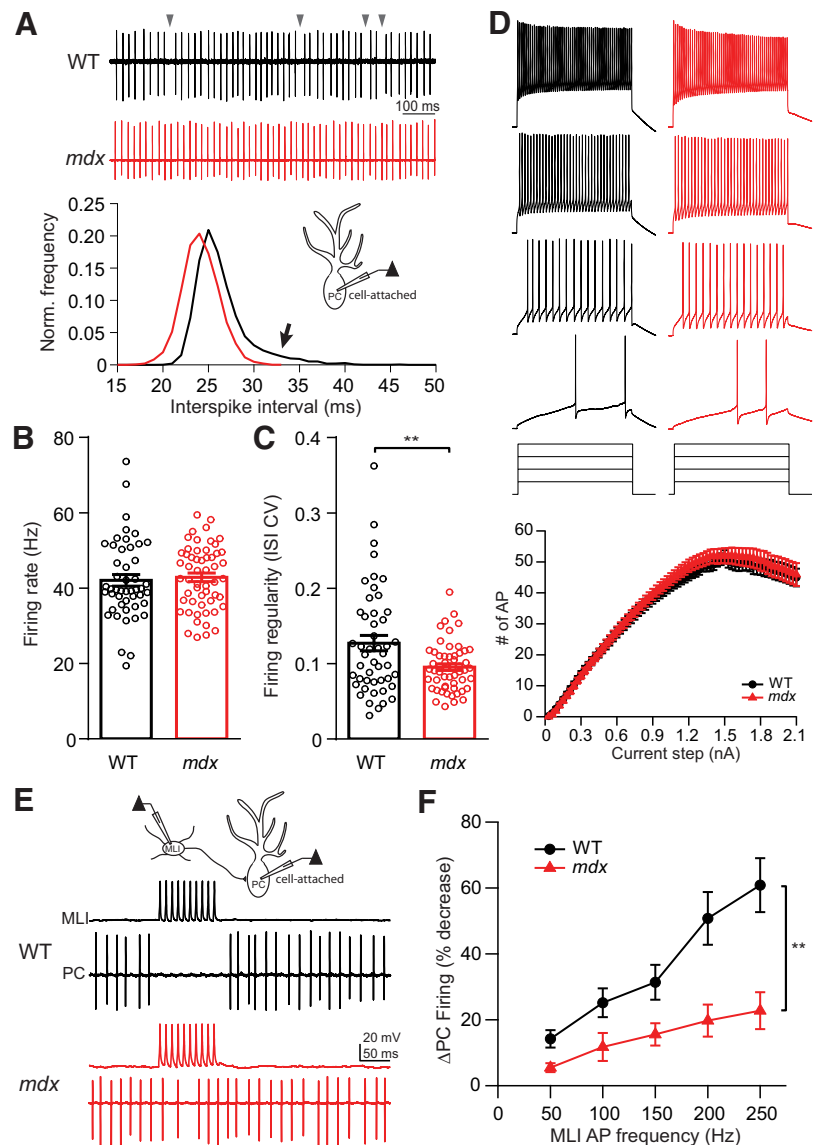 A
WT
100 ms
mdx
Norm. frequency
0.25
0.20
0.15
0.10
0.05
0
PC
cell-attached
15 20 25 30 35 40 45 50
Interspike interval (ms)
B
Firing rate (Hz)
80
60
40
20
0
WT mdx
C
Firing regularity (ISI CV)
0.4
0.3
0.2
0.1
0
**
WT mdx
D
# of AP
60
50
40
30
20
10
0
WT
mdx
0 0.3 0.6 0.9 1.2 1.5 1.8 2.1
Current step (nA)
E
MLI
PC
cell-attached
MLI
WT
PC
20 mV
50 ms
mdx
F
ΔPC Firing (% decrease)
80
60
40
20
0
WT
mdx
**
0 50 100 150 200 250
MLI AP frequency (Hz)